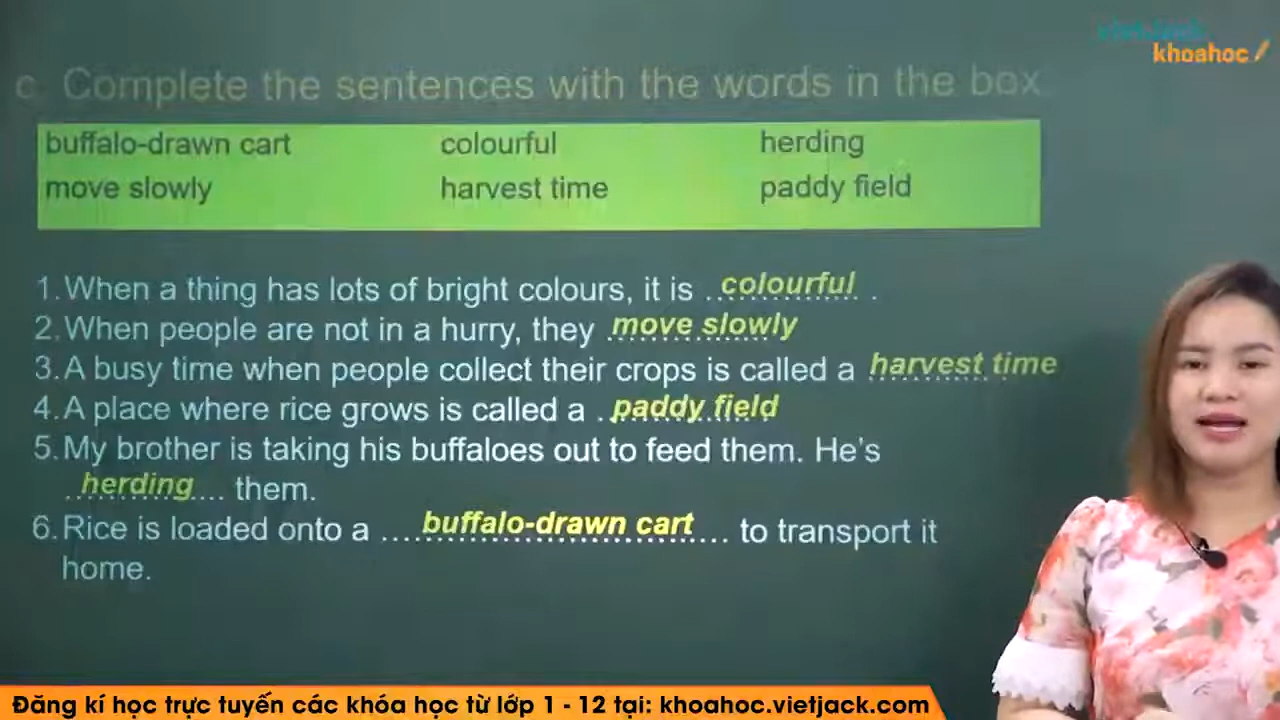 vietjack
khoahoc
c. Complete the sentences with the words in the box
buffalo-drawn cart colourful herding
move slowly harvest time paddy field
1. When a thing has lots of bright colours, it is ..colourful.. .
2. When people are not in a hurry, they move slowly
3. A busy time when people collect their crops is called a harvest time
4. A place where rice grows is called a paddy field
5. My brother is taking his buffaloes out to feed them. He's
herding.... them.
6. Rice is loaded onto a ....buffalo-drawn cart.... to transport it
home.
Đăng kí học trực tuyến các khóa học từ lớp 1 - 12 tại: khoahoc.vietjack.com